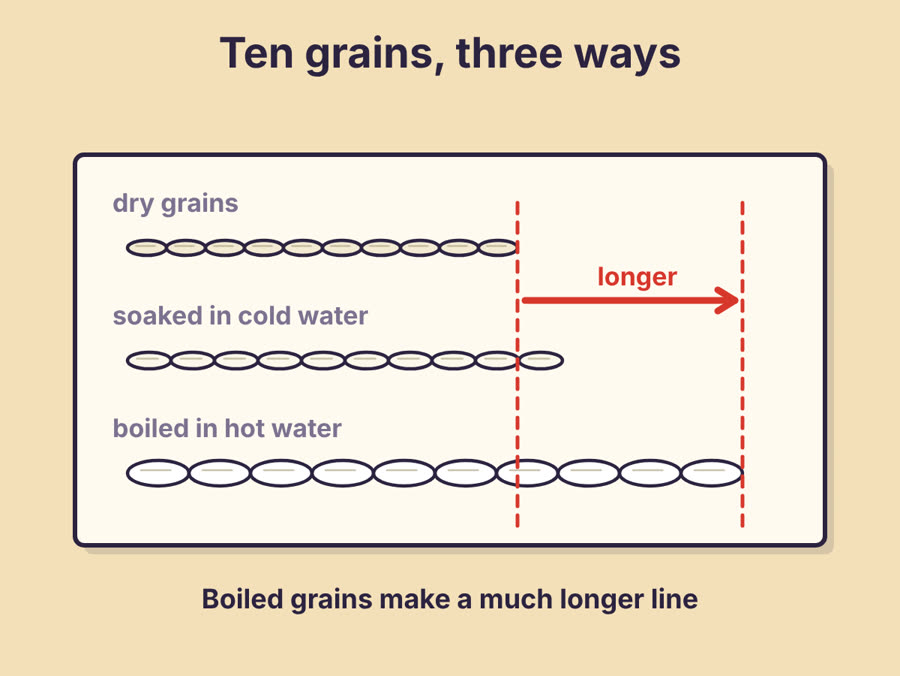 Ten grains, three ways
dry grains
longer
soaked in cold water
boiled in hot water
Boiled grains make a much longer line